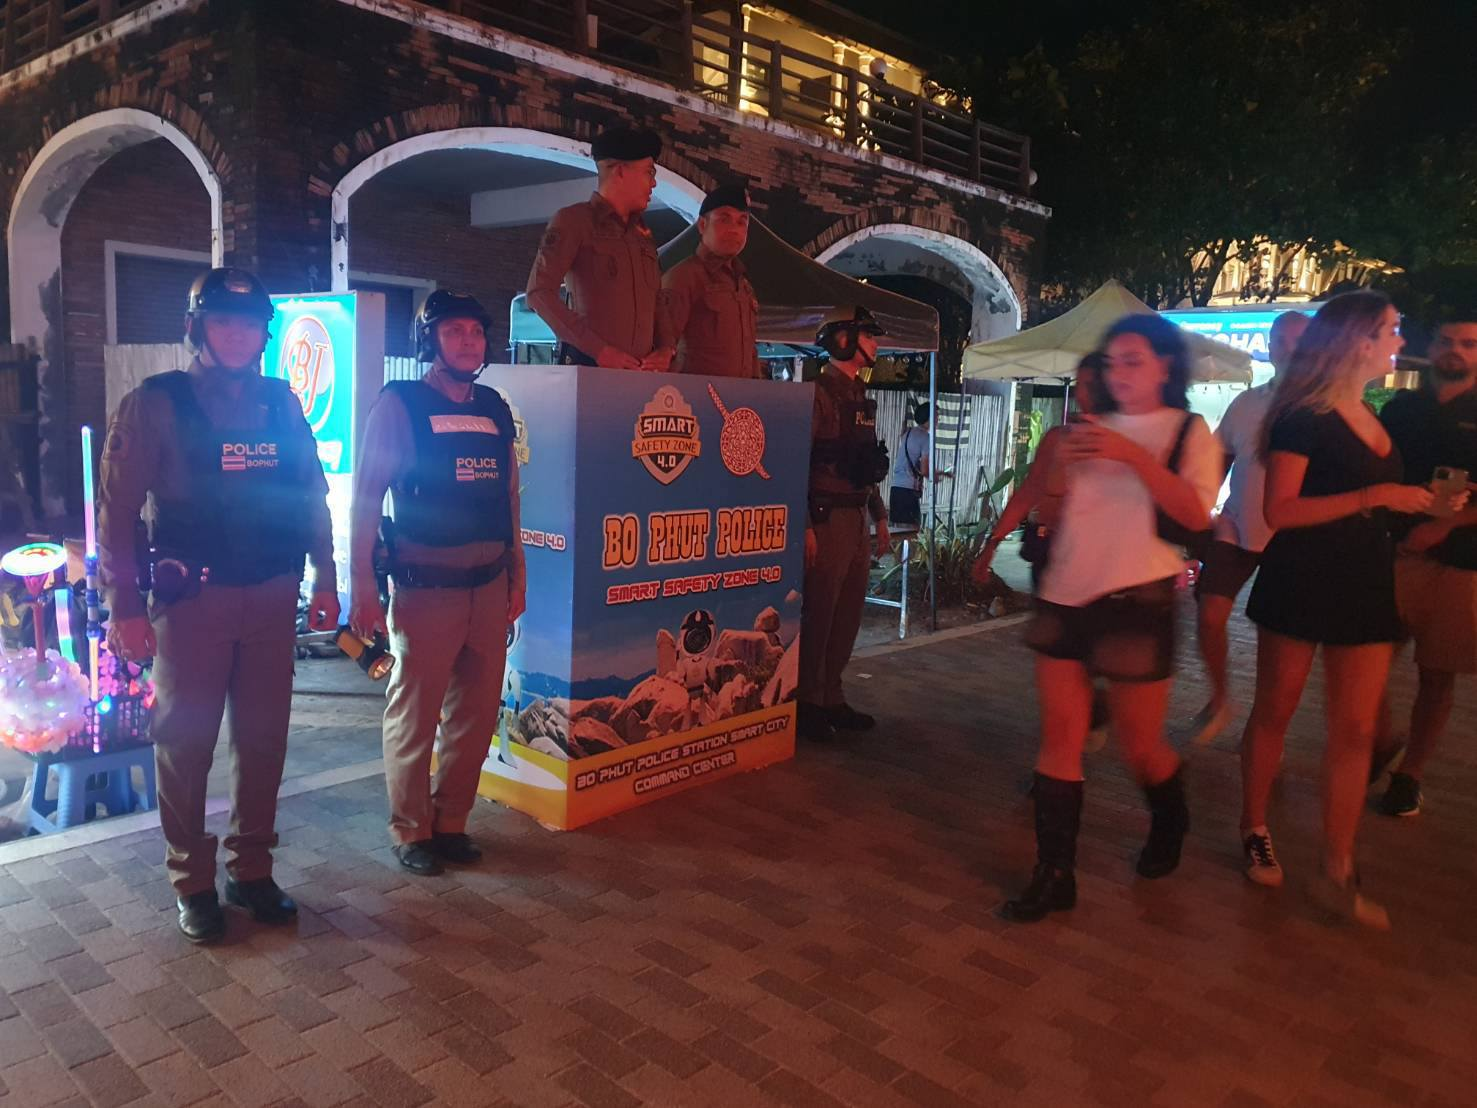 BJ
POLICE
BOPHUT
POLICE
BOPHUT
ZONE
ZONE 4.0
SMART
SAFETY ZONE
4.0
BO PHUT POLICE
SMART SAFETY ZONE 4.0
BO PHUT POLICE STATION SMART CITY
COMMAND CENTER